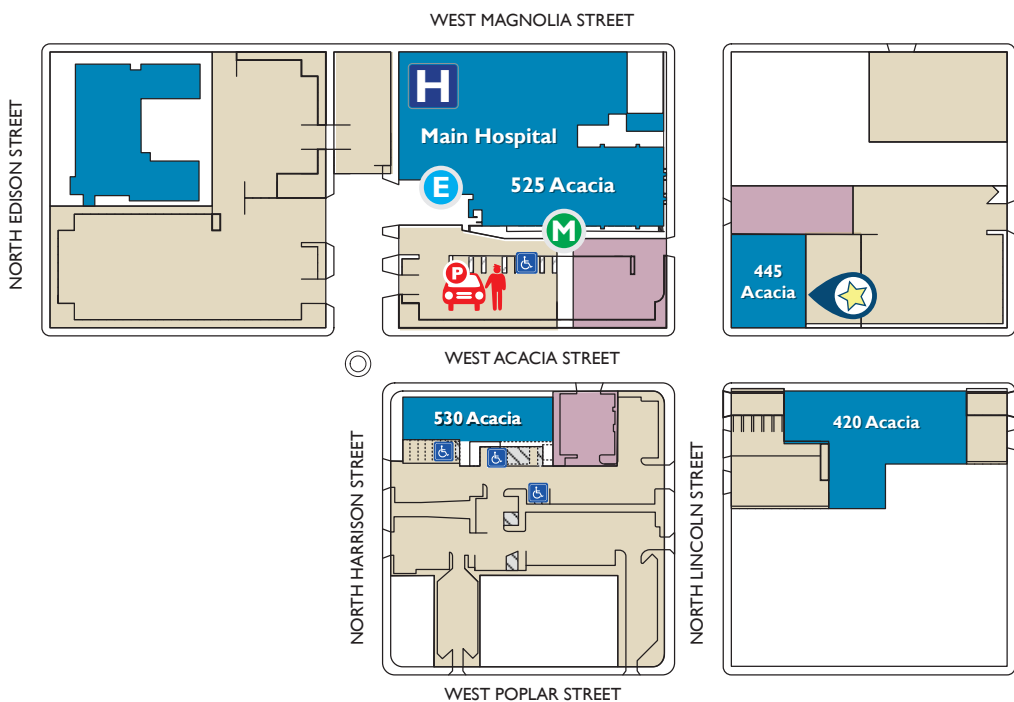 WEST MAGNOLIA STREET
NORTH EDISON STREET
H
Main Hospital
525 Acacia
E
M
P
445
Acacia
WEST ACACIA STREET
530 Acacia
420 Acacia
NORTH HARRISON STREET
NORTH LINCOLN STREET
WEST POPLAR STREET